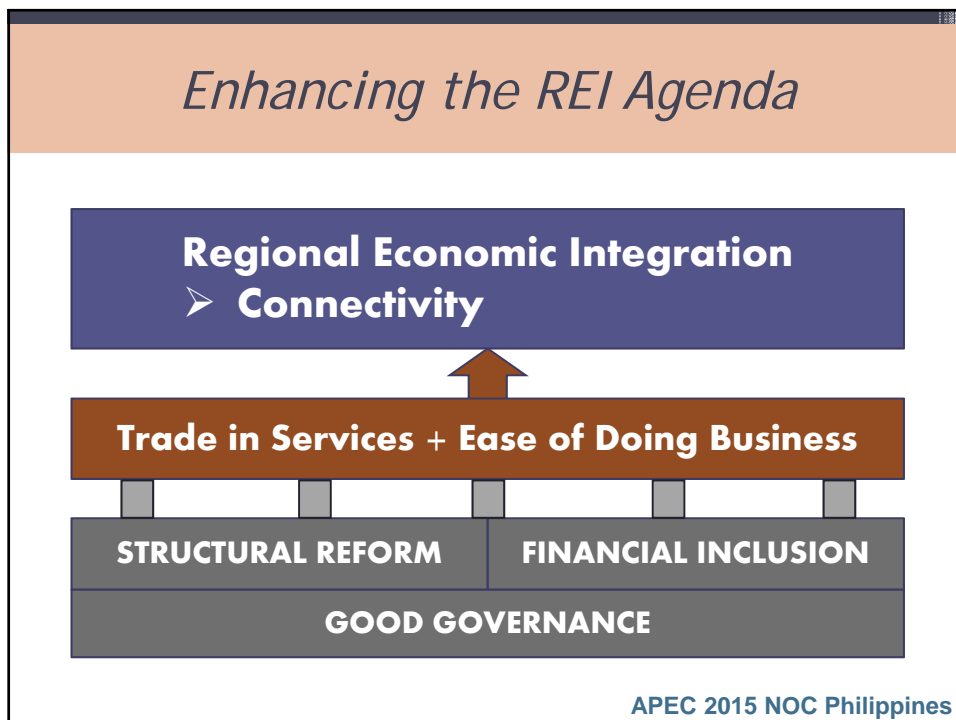 Enhancing the REI Agenda
Regional Economic Integration
➢ Connectivity
Trade in Services + Ease of Doing Business
STRUCTURAL REFORM
FINANCIAL INCLUSION
GOOD GOVERNANCE
APEC 2015 NOC Philippines